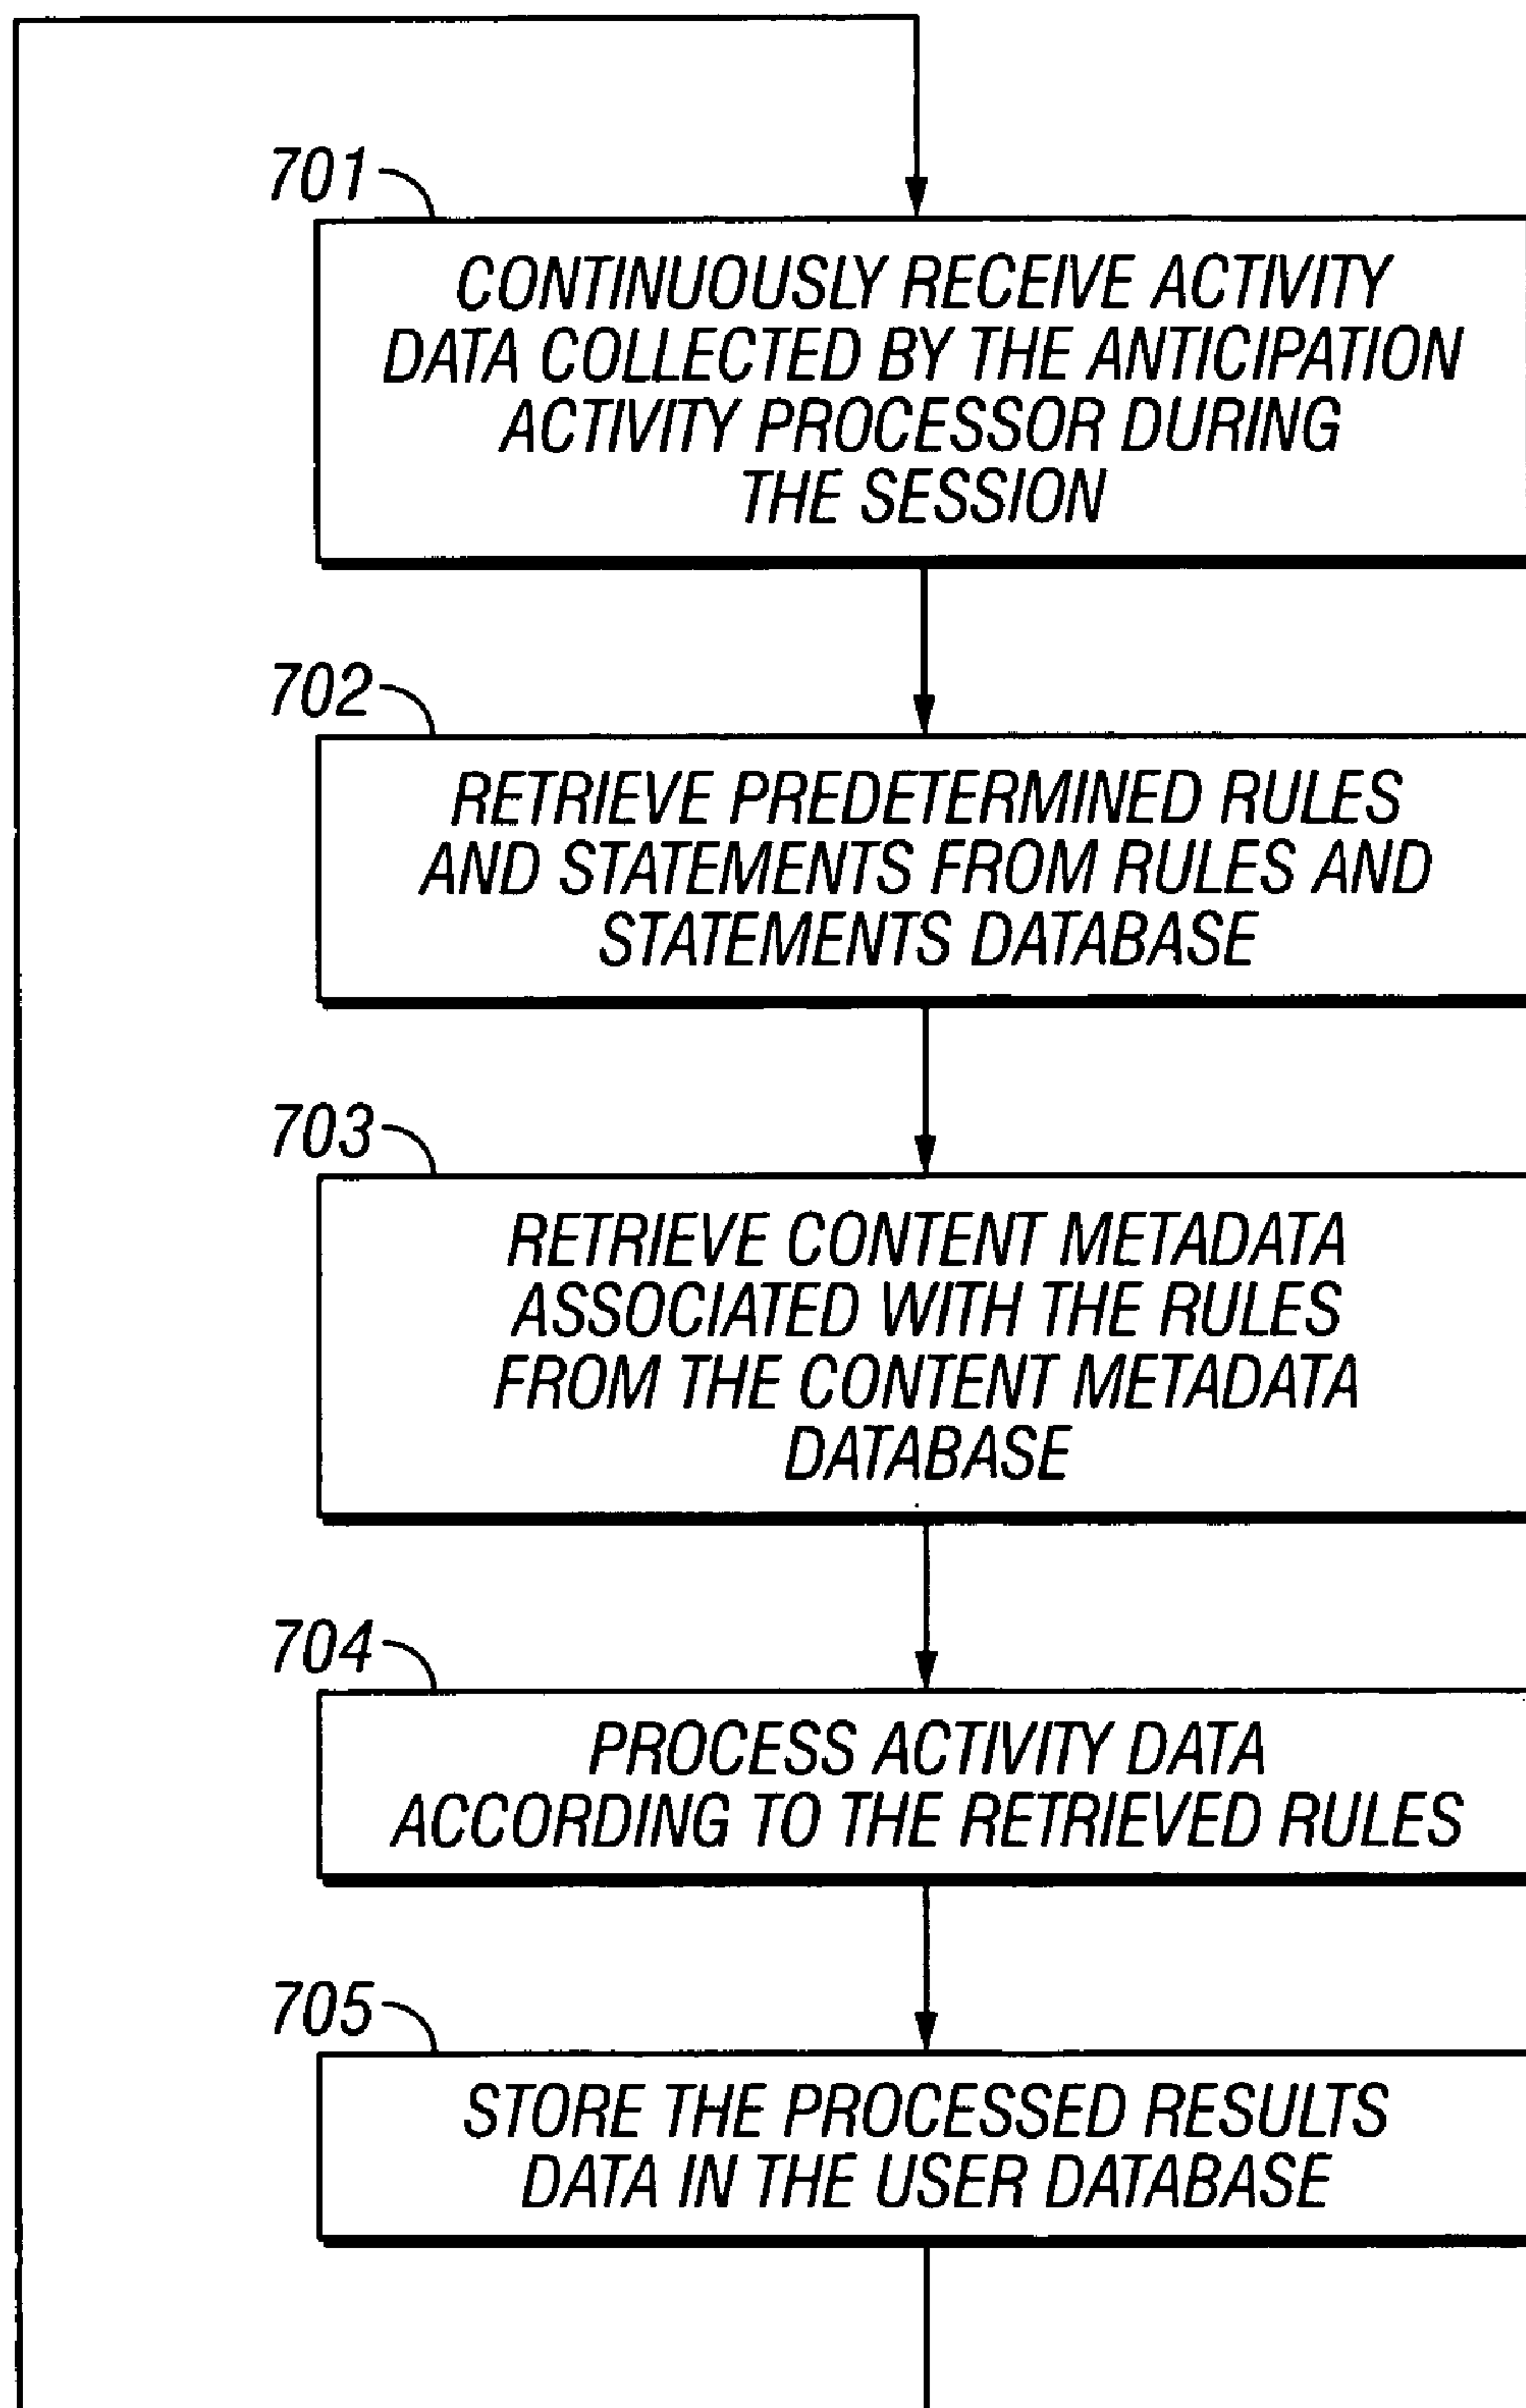 701
CONTINUOUSLY RECEIVE ACTIVITY
DATA COLLECTED BY THE ANTICIPATION
ACTIVITY PROCESSOR DURING
THE SESSION
702
RETRIEVE PREDETERMINED RULES
AND STATEMENTS FROM RULES AND
STATEMENTS DATABASE
703
RETRIEVE CONTENT METADATA
ASSOCIATED WITH THE RULES
FROM THE CONTENT METADATA
DATABASE
704
PROCESS ACTIVITY DATA
ACCORDING TO THE RETRIEVED RULES
705
STORE THE PROCESSED RESULTS
DATA IN THE USER DATABASE